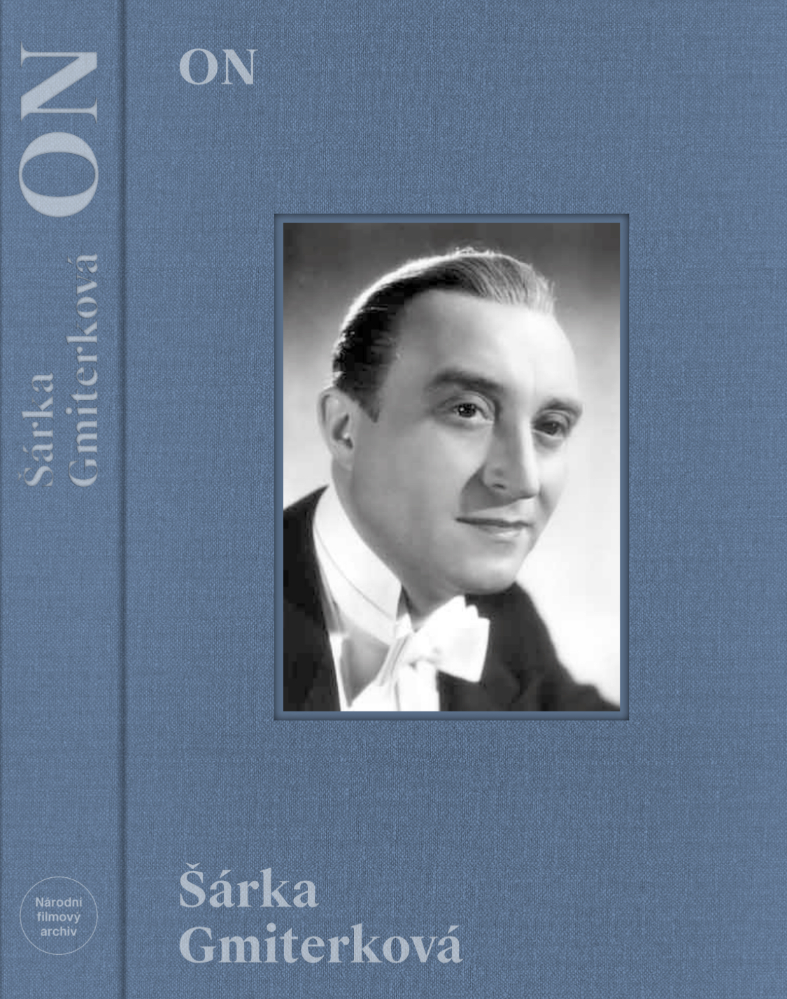 ON
Šárka
Gmiterková
Národní
filmový
archiv
ON
Šárka
Gmiterková